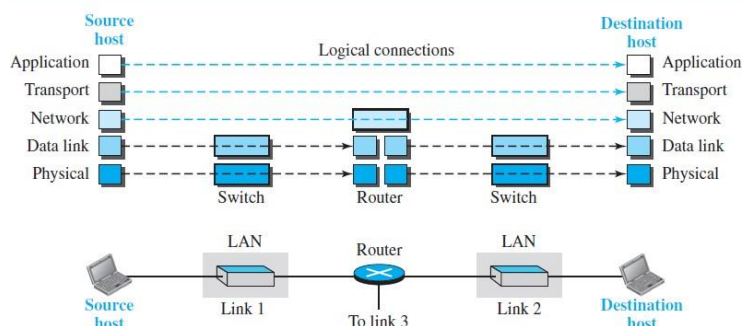 Source
host
Destination
host
Logical connections
Application
Application
Transport
Transport
Network
Network
Data link
Data link
Physical
Physical
Switch
Router
Switch
LAN
Router
LAN
Source
host
Link 1
To link 3
Link 2
Destination
host